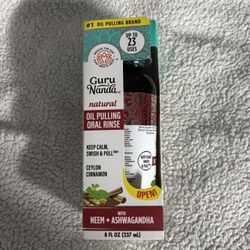 #1 OIL PULLING BRAND
UP TO
23
USES
Guru
Nanda
natural
OIL PULLING
ORAL RINSE
KEEP CALM,
SWISH & PULL
CEYLON
CINNAMON
OPEN!
WITH
NEEM + ASHWAGANDHA
8 FL OZ (237 mL)